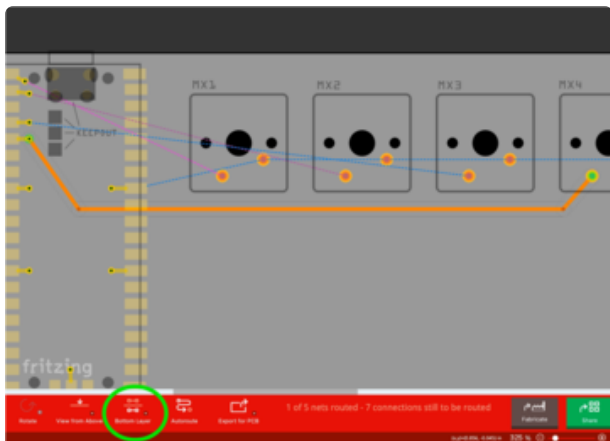 MX1 MX2 MX3 MX4
KEEPOUT
fritzing
Rotate View from Above Bottom Layer Autoroute Export for PCB 1 of 5 nets routed - 7 connections still to be routed Fabricate Share
325 %